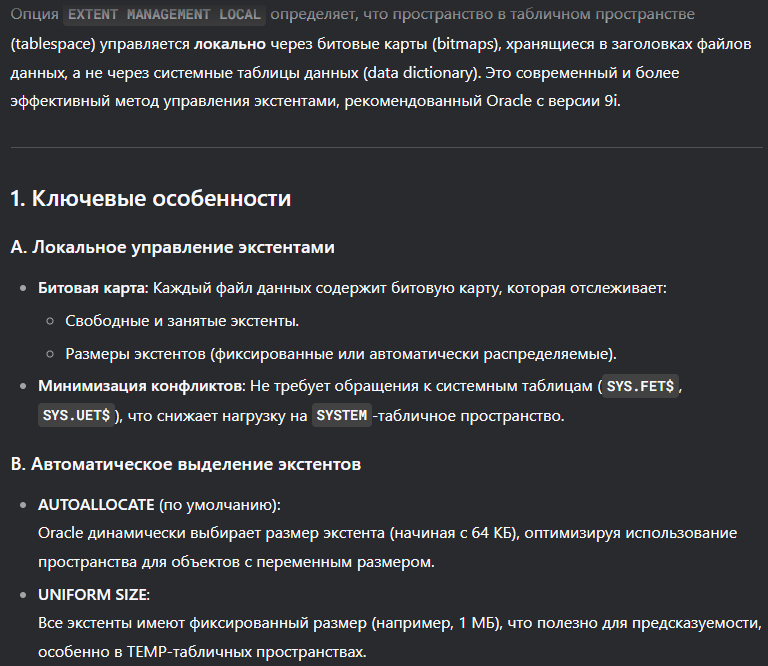 Опция EXTENT MANAGEMENT LOCAL определяет, что пространство в табличном пространстве
(tablespace) управляется локально через битовые карты (bitmaps), хранящиеся в заголовках файлов
данных, а не через системные таблицы данных (data dictionary). Это современный и более
эффективный метод управления экстентами, рекомендованный Oracle с версии 9i.
1. Ключевые особенности
A. Локальное управление экстентами
• Битовая карта: Каждый файл данных содержит битовую карту, которая отслеживает:
◦ Свободные и занятые экстенты.
◦ Размеры экстентов (фиксированные или автоматически распределяемые).
• Минимизация конфликтов: Не требует обращения к системным таблицам (SYS.FET$,
SYS.UET$), что снижает нагрузку на SYSTEM-табличное пространство.
B. Автоматическое выделение экстентов
• AUTOALLOCATE (по умолчанию):
Oracle динамически выбирает размер экстента (начиная с 64 КБ), оптимизируя использование
пространства для объектов с переменным размером.
• UNIFORM SIZE:
Все экстенты имеют фиксированный размер (например, 1 МБ), что полезно для предсказуемости,
особенно в TEMP-табличных пространствах.